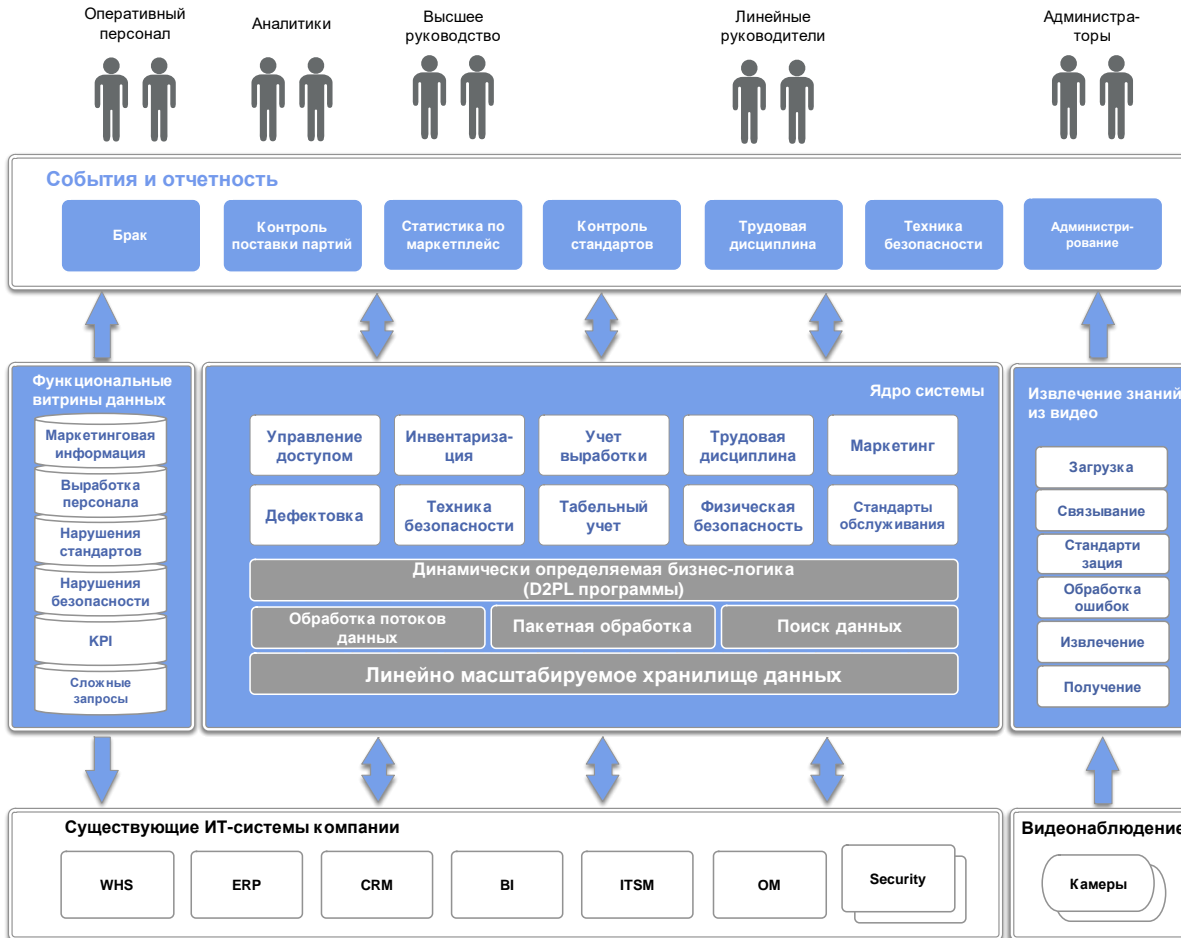 Оперативный
персонал
Аналитики
Высшее
руководство
Линейные
руководители
Администра-
торы
События и отчетность
Брак
Контроль
поставки партий
Статистика по
маркетплейс
Контроль
стандартов
Трудовая
дисциплина
Техника
безопасности
Администри-
рование
Функциональные
витрины данных
Маркетинговая
информация
Выработка
персонала
Нарушения
стандартов
Нарушения
безопасности
KPI
Сложные
запросы
Ядро системы
Управление
доступом
Инвентариза-
ция
Учет
выработки
Трудовая
дисциплина
Маркетинг
Дефектовка
Техника
безопасности
Табельный
учет
Физическая
безопасность
Стандарты
обслуживания
Динамически определяемая бизнес-логика
(D2PL программы)
Обработка потоков
данных
Пакетная обработка
Поиск данных
Линейно масштабируемое хранилище данных
Извлечение знаний
из видео
Загрузка
Связывание
Стандарти
зация
Обработка
ошибок
Извлечение
Получение
Существующие ИТ-системы компании
WHS
ERP
CRM
BI
ITSM
OM
Security
Видеонаблюдение
Камеры